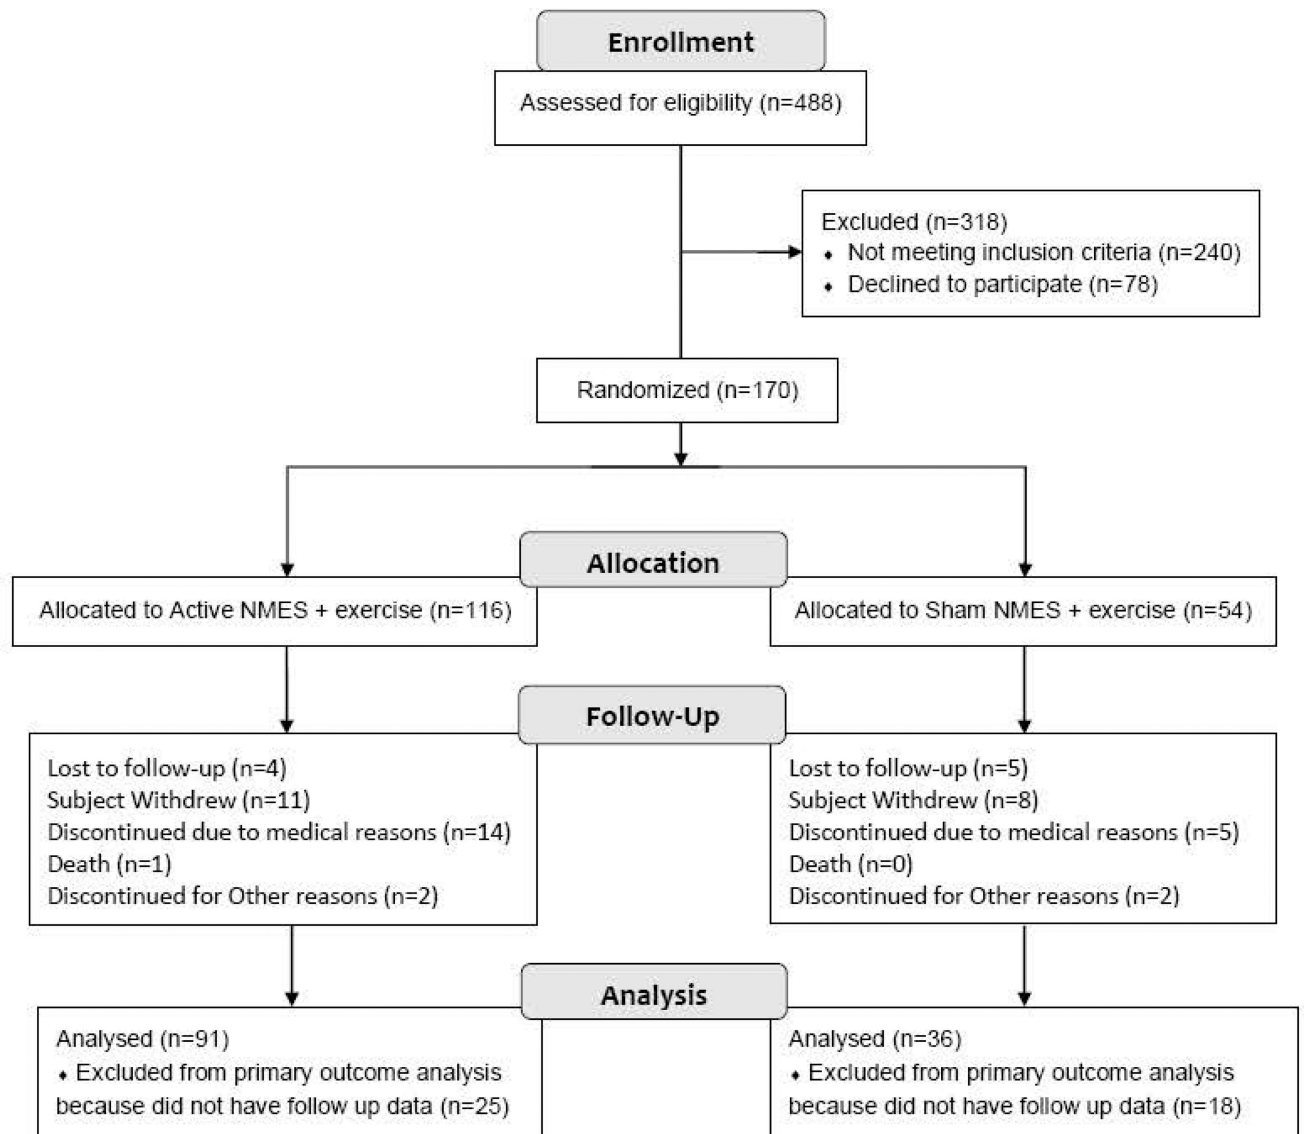 Enrollment
Assessed for eligibility (n=488)
Excluded (n=318)
⬧ Not meeting inclusion criteria (n=240)
⬧ Declined to participate (n=78)
Randomized (n=170)
Allocation
Allocated to Active NMES + exercise (n=116)
Allocated to Sham NMES + exercise (n=54)
Follow-Up
Lost to follow-up (n=4)
Subject Withdrew (n=11)
Discontinued due to medical reasons (n=14)
Death (n=1)
Discontinued for Other reasons (n=2)
Lost to follow-up (n=5)
Subject Withdrew (n=8)
Discontinued due to medical reasons (n=5)
Death (n=0)
Discontinued for Other reasons (n=2)
Analysis
Analysed (n=91)
⬧ Excluded from primary outcome analysis
because did not have follow up data (n=25)
Analysed (n=36)
⬧ Excluded from primary outcome analysis
because did not have follow up data (n=18)